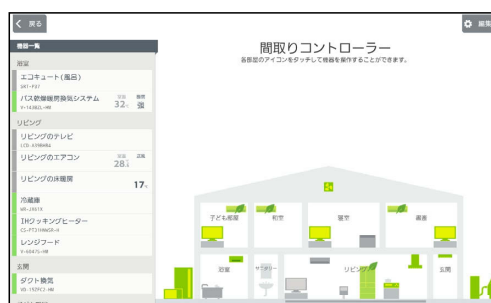 戻る
編集
機器一覧
間取りコントローラー
各部屋のアイコンをタッチして機器を操作することができます。
浴室
エコキュート(風呂)
バス乾燥暖房換気システム
32
強
V-143BZL-HM
リビング
リビングのテレビ
リビングのエアコン
28
リビングの床暖房
17
冷蔵庫
IHクッキングヒーター
レンジフード
玄関
ダクト換気
子ども部屋
和室
寝室
書斎
浴室
サニタリー
リビング
玄関